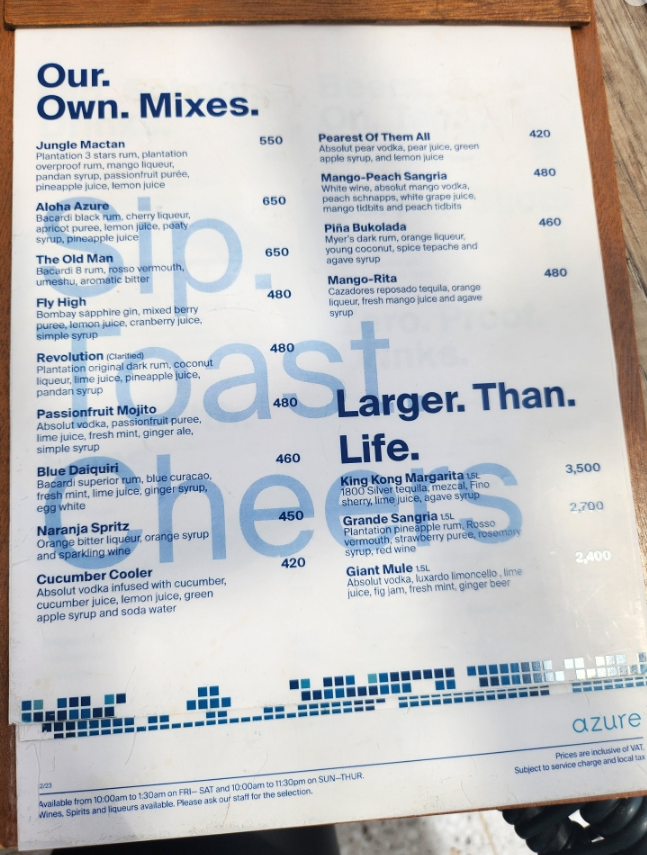 Our.
Own. Mixes.
Jungle Mactan 550
Plantation 3 stars rum, plantation
overproof rum, mango liqueur,
pandan syrup, passionfruit purée,
pineapple juice, lemon juice
Aloha Azure 650
Bacardi black rum, cherry liqueur,
apricot puree, lemon juice, peaty
syrup, pineapple juice
The Old Man 650
Bacardi 8 rum, rosso vermouth,
umeshu, aromatic bitter
Fly High 480
Bombay sapphire gin, mixed berry
puree, lemon juice, cranberry juice,
simple syrup
Revolution (Clarified) 480
Plantation original dark rum, coconut
liqueur, lime juice, pineapple juice,
pandan syrup
Passionfruit Mojito 480
Absolut vodka, passionfruit puree,
lime juice, fresh mint, ginger ale,
simple syrup
Blue Daiquiri 460
Bacardi superior rum, blue curacao,
fresh mint, lime juice, ginger syrup,
egg white
Naranja Spritz 450
Orange bitter liqueur, orange syrup
and sparkling wine
Cucumber Cooler 420
Absolut vodka infused with cucumber,
cucumber juice, lemon juice, green
apple syrup and soda water
Pearest Of Them All 420
Absolut pear vodka, pear juice, green
apple syrup, and lemon juice
Mango-Peach Sangria 480
White wine, absolut mango vodka,
peach schnapps, white grape juice,
mango tidbits and peach tidbits
Piña Bukolada 460
Myer's dark rum, orange liqueur,
young coconut, spice tepache and
agave syrup
Mango-Rita 480
Cazadores reposado tequila, orange
liqueur, fresh mango juice and agave
syrup
Larger. Than.
Life.
King Kong Margarita 1.5L 3,500
1800 Silver tequila, mezcal, Fino
sherry, lime juice, agave syrup
Grande Sangria 1.5L 2,700
Plantation pineapple rum, Rosso
vermouth, strawberry puree, rosemary
syrup, red wine
Giant Mule 1.5L 2,400
Absolut vodka, luxardo limoncello , lime
juice, fig jam, fresh mint, ginger beer
Sip.
Toast
Cheers
azure
Prices are inclusive of VAT.
Subject to service charge and local tax
2/23
Available from 10:00am to 1:30am on FRI– SAT and 10:00am to 11:30pm on SUN–THUR.
Wines, Spirits and liqueurs available. Please ask our staff for the selection.